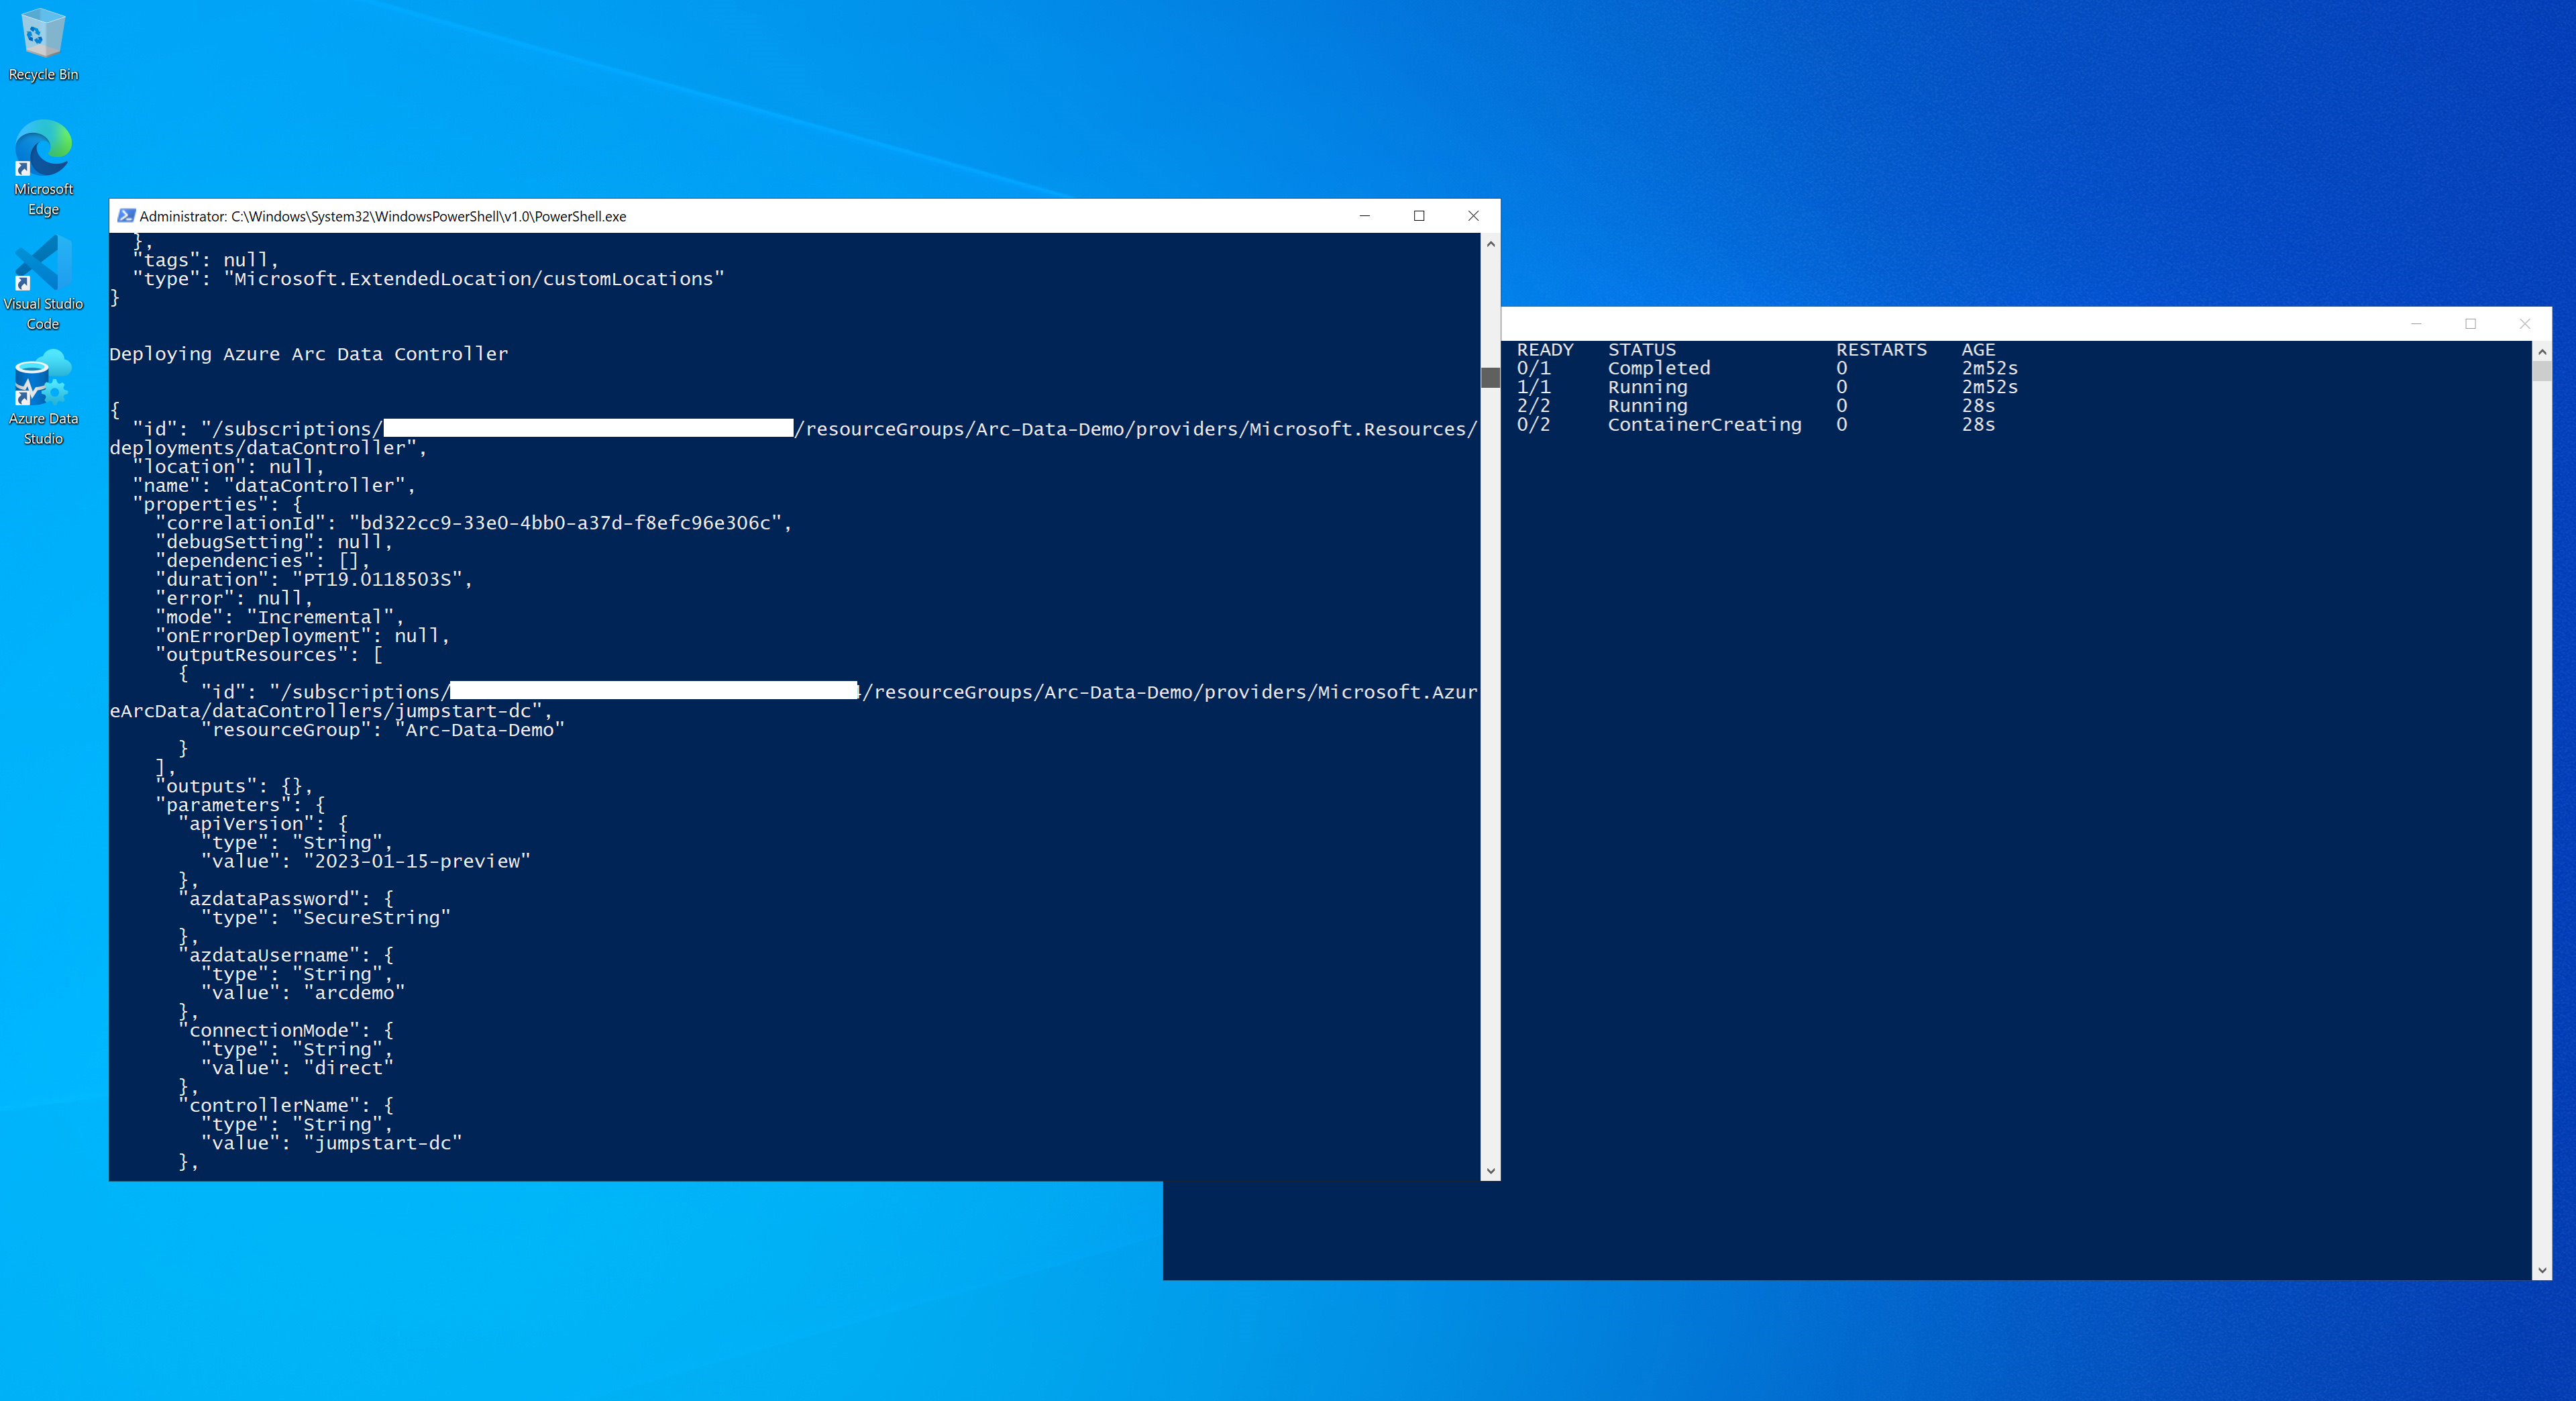 Recycle Bin
Microsoft
Edge
Visual Studio
Code
Azure Data
Studio
Administrator: C:\Windows\System32\WindowsPowerShell\v1.0\PowerShell.exe
  },
  "tags": null,
  "type": "Microsoft.ExtendedLocation/customLocations"
}
Deploying Azure Arc Data Controller
{
  "id": "/subscriptions/ /resourceGroups/Arc-Data-Demo/providers/Microsoft.Resources/
deployments/dataController",
  "location": null,
  "name": "dataController",
  "properties": {
    "correlationId": "bd322cc9-33e0-4bb0-a37d-f8efc96e306c",
    "debugSetting": null,
    "dependencies": [],
    "duration": "PT19.0118503S",
    "error": null,
    "mode": "Incremental",
    "onErrorDeployment": null,
    "outputResources": [
      {
        "id": "/subscriptions/ /resourceGroups/Arc-Data-Demo/providers/Microsoft.Azur
eArcData/dataControllers/jumpstart-dc",
        "resourceGroup": "Arc-Data-Demo"
      }
    ],
    "outputs": {},
    "parameters": {
      "apiVersion": {
        "type": "String",
        "value": "2023-01-15-preview"
      },
      "azdataPassword": {
        "type": "SecureString"
      },
      "azdataUsername": {
        "type": "String",
        "value": "arcdemo"
      },
      "connectionMode": {
        "type": "String",
        "value": "direct"
      },
      "controllerName": {
        "type": "String",
        "value": "jumpstart-dc"
      },
READY   STATUS              RESTARTS   AGE
0/1     Completed           0          2m52s
1/1     Running             0          2m52s
2/2     Running             0          28s
0/2     ContainerCreating   0          28s